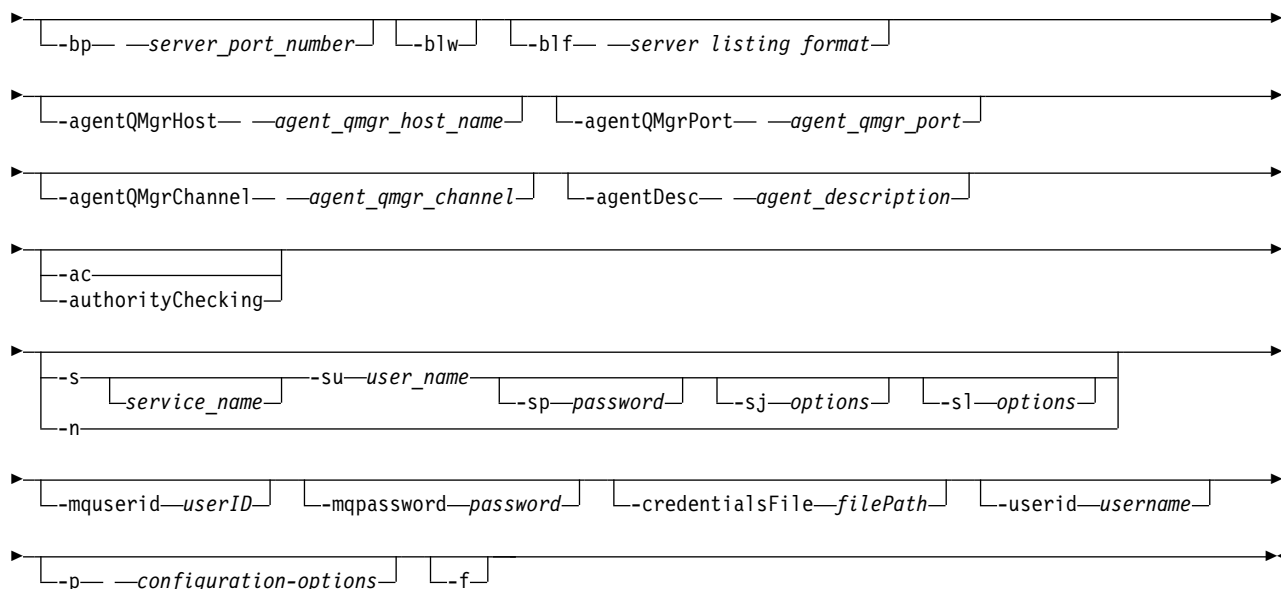 -bp server_port_number -blw -blf server listing format
-agentQMgrHost agent_qmgr_host_name -agentQMgrPort agent_qmgr_port
-agentQMgrChannel agent_qmgr_channel -agentDesc agent_description
-ac
-authorityChecking
-s -su user_name
service_name -sp password -sj options -sl options
-n
-mquserid userID -mqpassword password -credentialsFile filePath -userid username
-p configuration-options -f